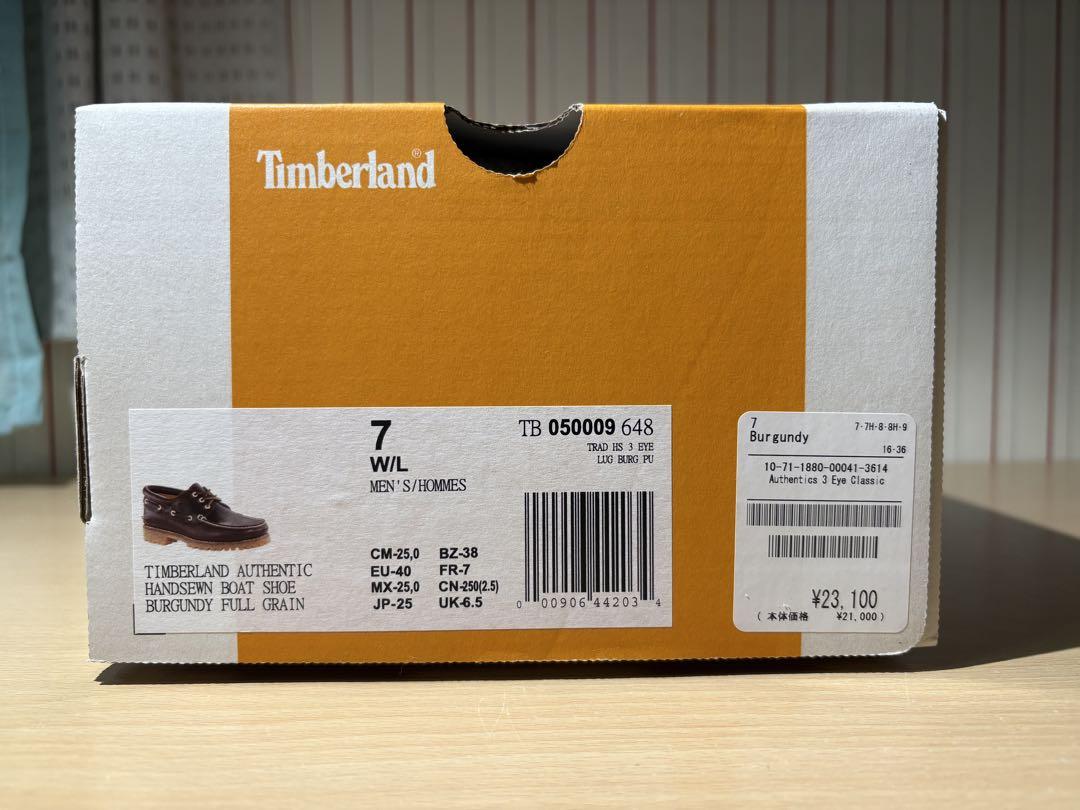 Timberland®
7
W/L
MEN'S/HOMMES
TB 050009 648
TRAD HS 3 EYE
LUG BURG PU
TIMBERLAND AUTHENTIC
HANDSEWN BOAT SHOE
BURGUNDY FULL GRAIN
CM-25,0 BZ-38
EU-40 FR-7
MX-25,0 CN-250(2.5)
JP-25 UK-6.5
0 00906 44203 4
7 7-7H-8-8H-9
Burgundy
16-36
10-71-1880-00041-3614
Authentics 3 Eye Classic
¥23,100
(本体価格 ¥21,000)